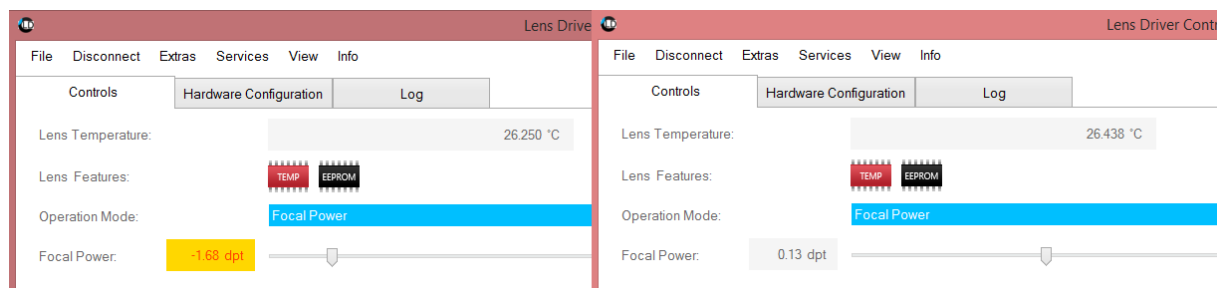 Lens Drive
File Disconnect Extras Services View Info
Controls Hardware Configuration Log
Lens Temperature: 26.250 °C
Lens Features: TEMP EEPROM
Operation Mode: Focal Power
Focal Power: -1.68 dpt
Lens Driver Contr
File Disconnect Extras Services View Info
Controls Hardware Configuration Log
Lens Temperature: 26.438 °C
Lens Features: TEMP EEPROM
Operation Mode: Focal Power
Focal Power: 0.13 dpt